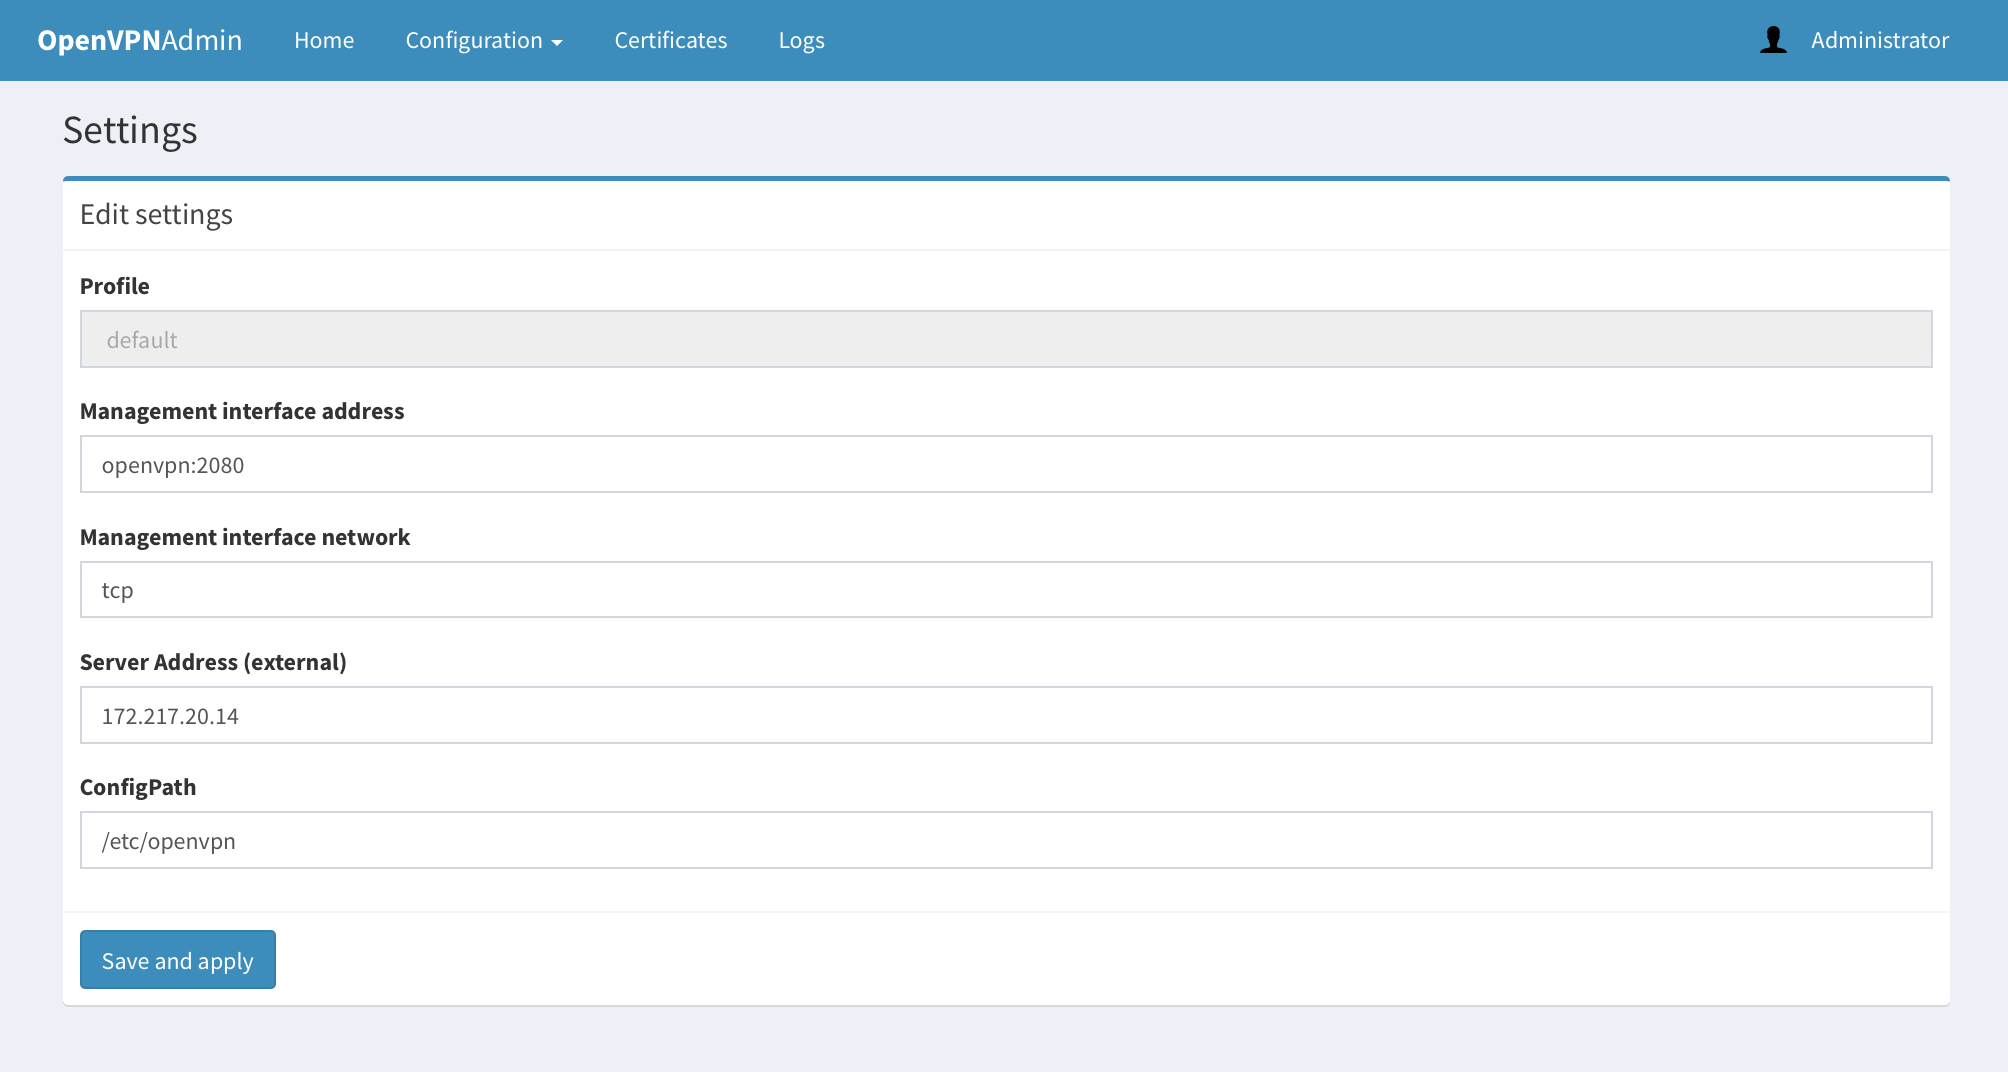 OpenVPNAdmin Home Configuration Certificates Logs Administrator
Settings
Edit settings
Profile
default
Management interface address
openvpn:2080
Management interface network
tcp
Server Address (external)
172.217.20.14
ConfigPath
/etc/openvpn
Save and apply